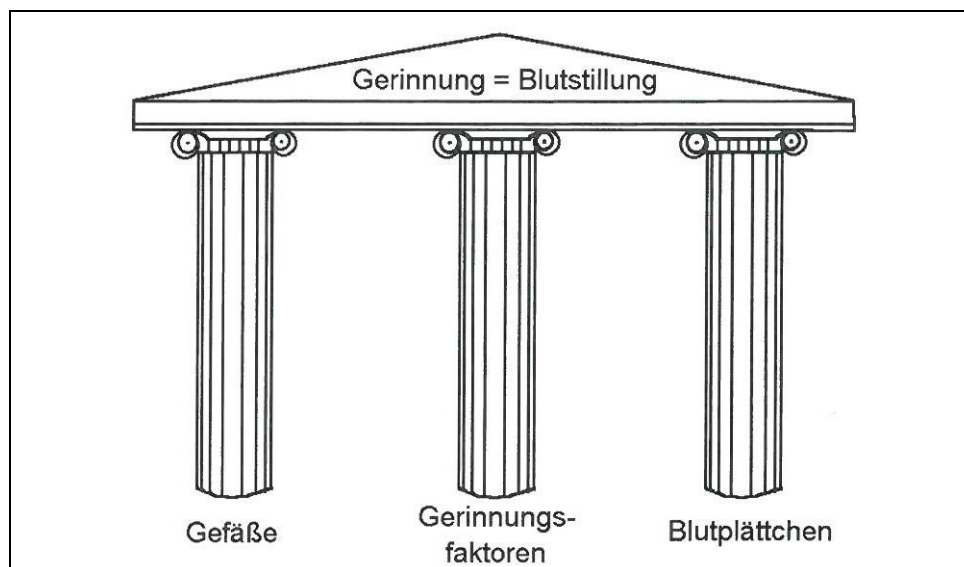 Gerinnung = Blutstillung
Gefäße
Gerinnungs-
faktoren
Blutplättchen